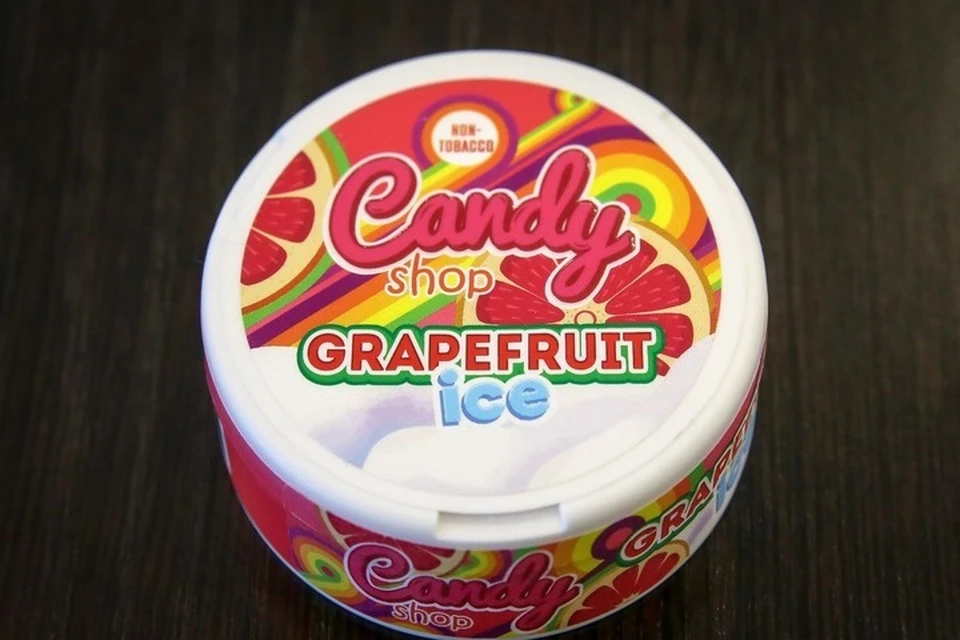 NON-
TOBACCO
Candy
shop
GRAPEFRUIT
ice
Candy
shop